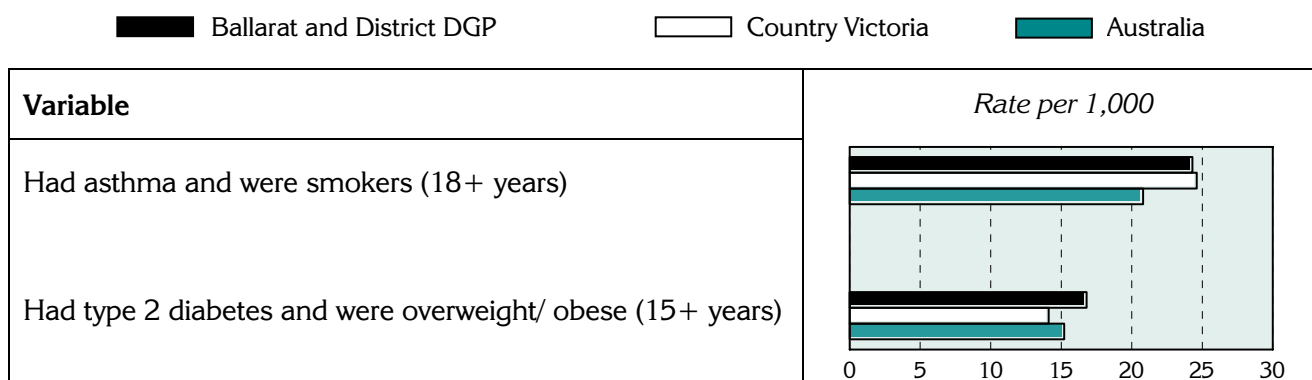 Ballarat and District DGP Country Victoria Australia
Variable Rate per 1,000
Had asthma and were smokers (18+ years)
Had type 2 diabetes and were overweight/ obese (15+ years)
0 5 10 15 20 25 30